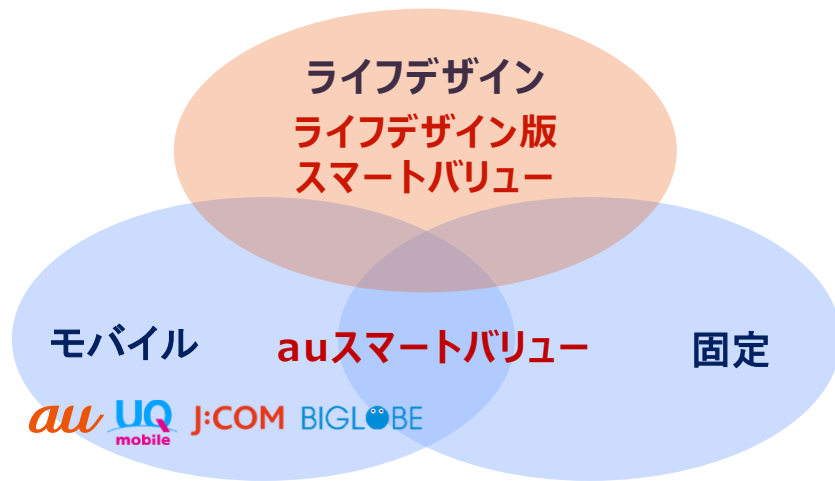 ライフデザイン
ライフデザイン版
スマートバリュー
モバイル
auスマートバリュー
固定
au UQ mobile J:COM BIGLOBE